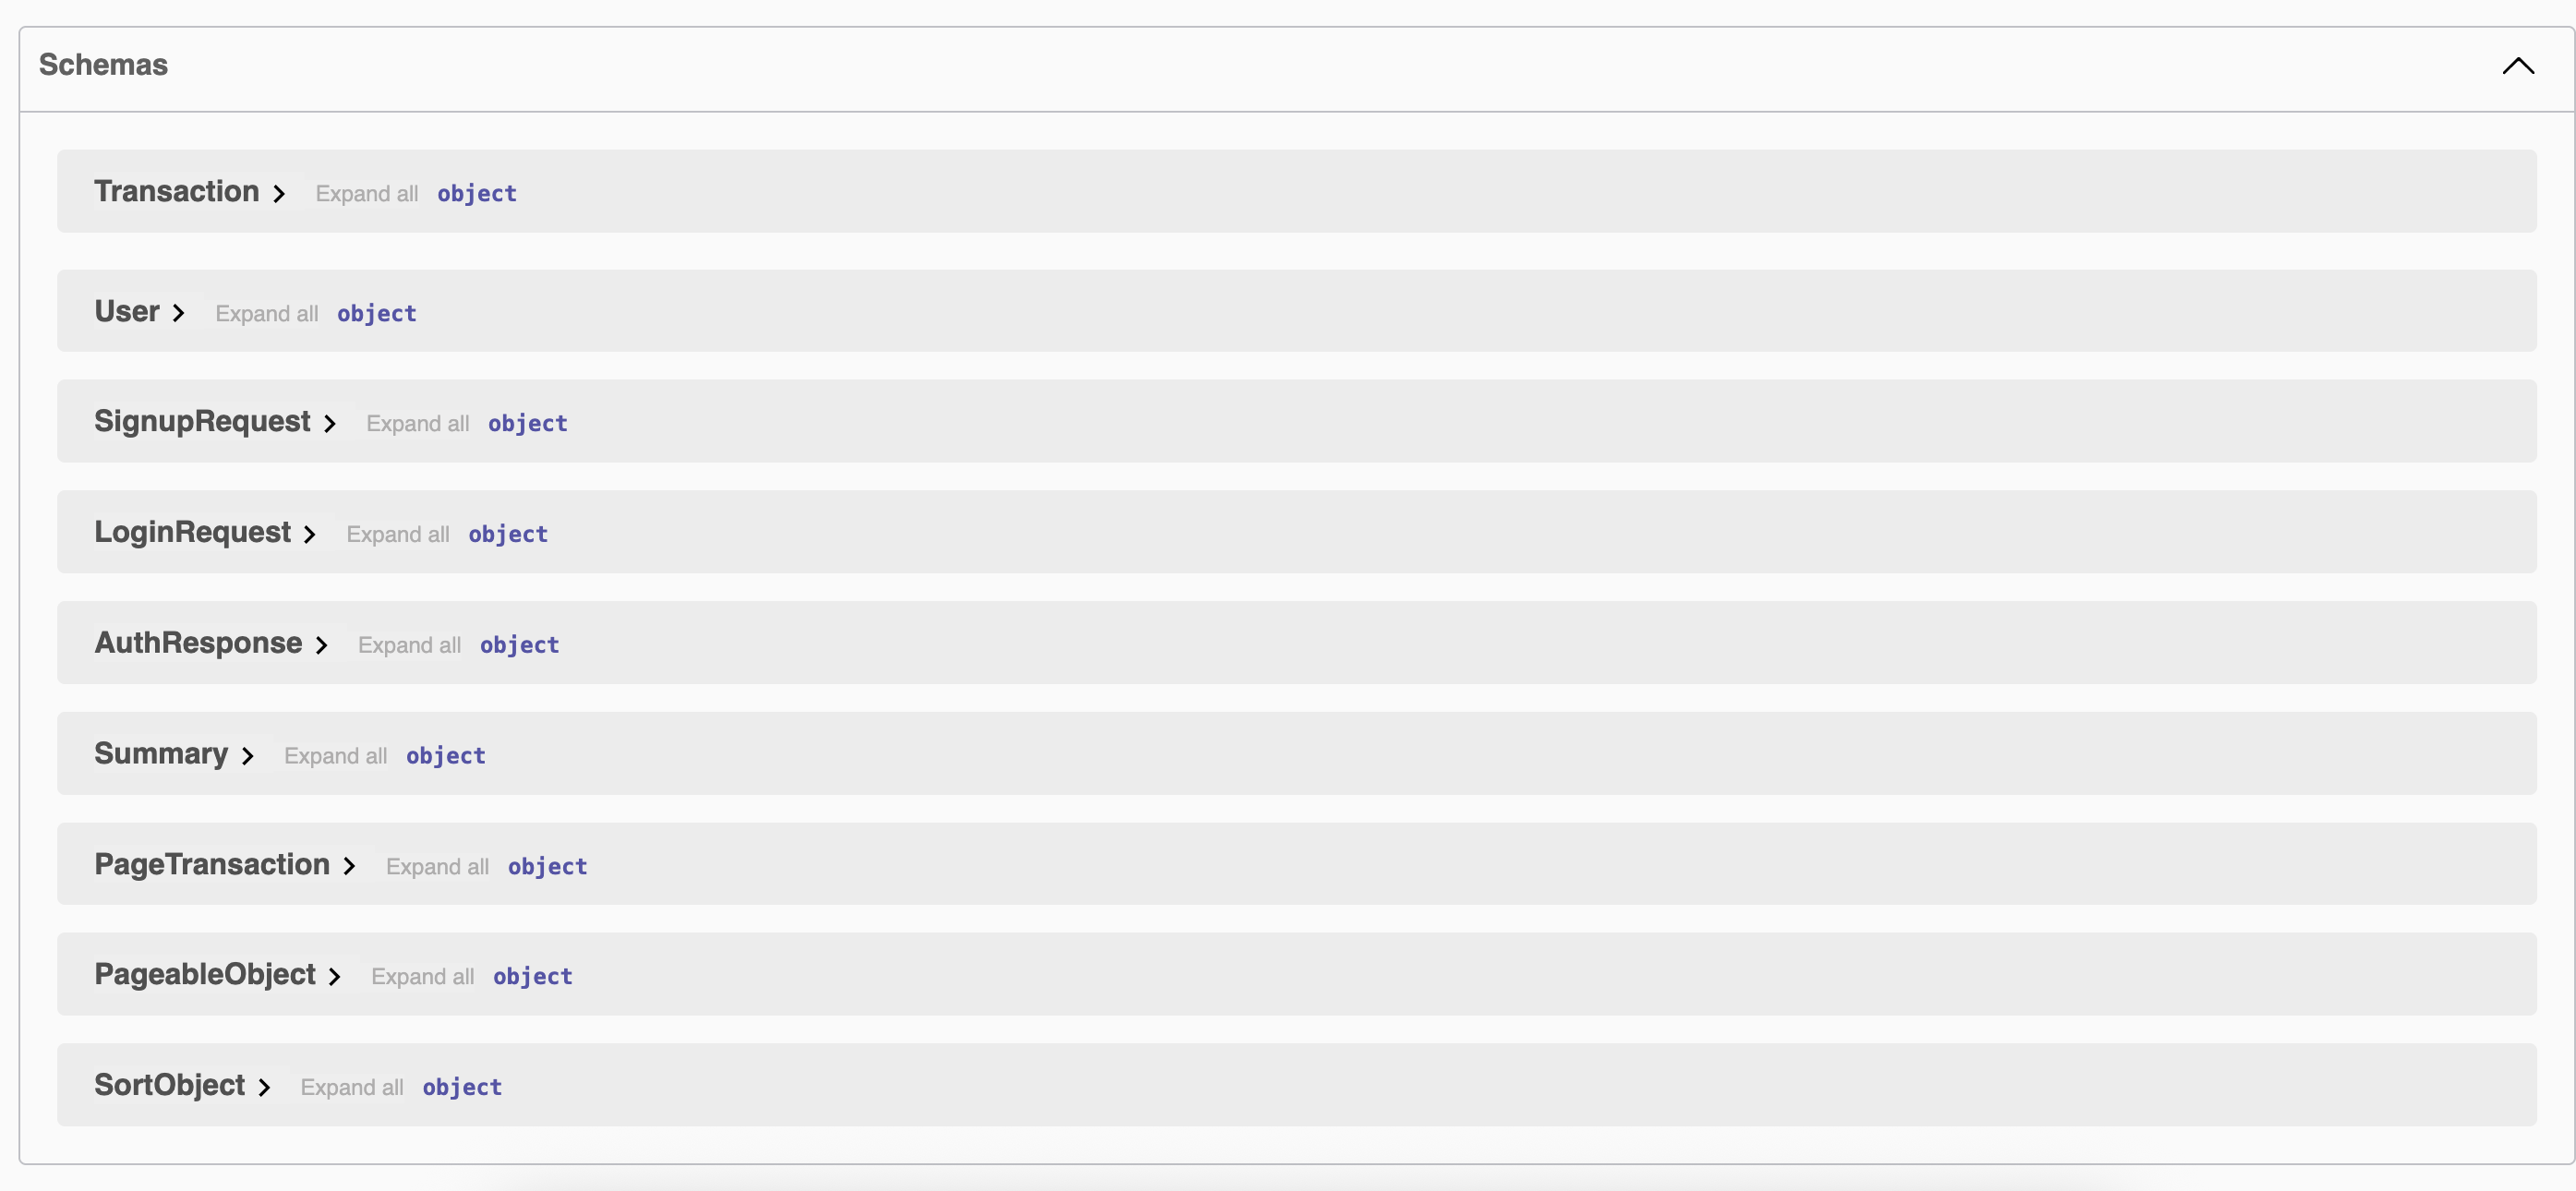 Schemas
Transaction Expand all object
User Expand all object
SignupRequest Expand all object
LoginRequest Expand all object
AuthResponse Expand all object
Summary Expand all object
PageTransaction Expand all object
PageableObject Expand all object
SortObject Expand all object